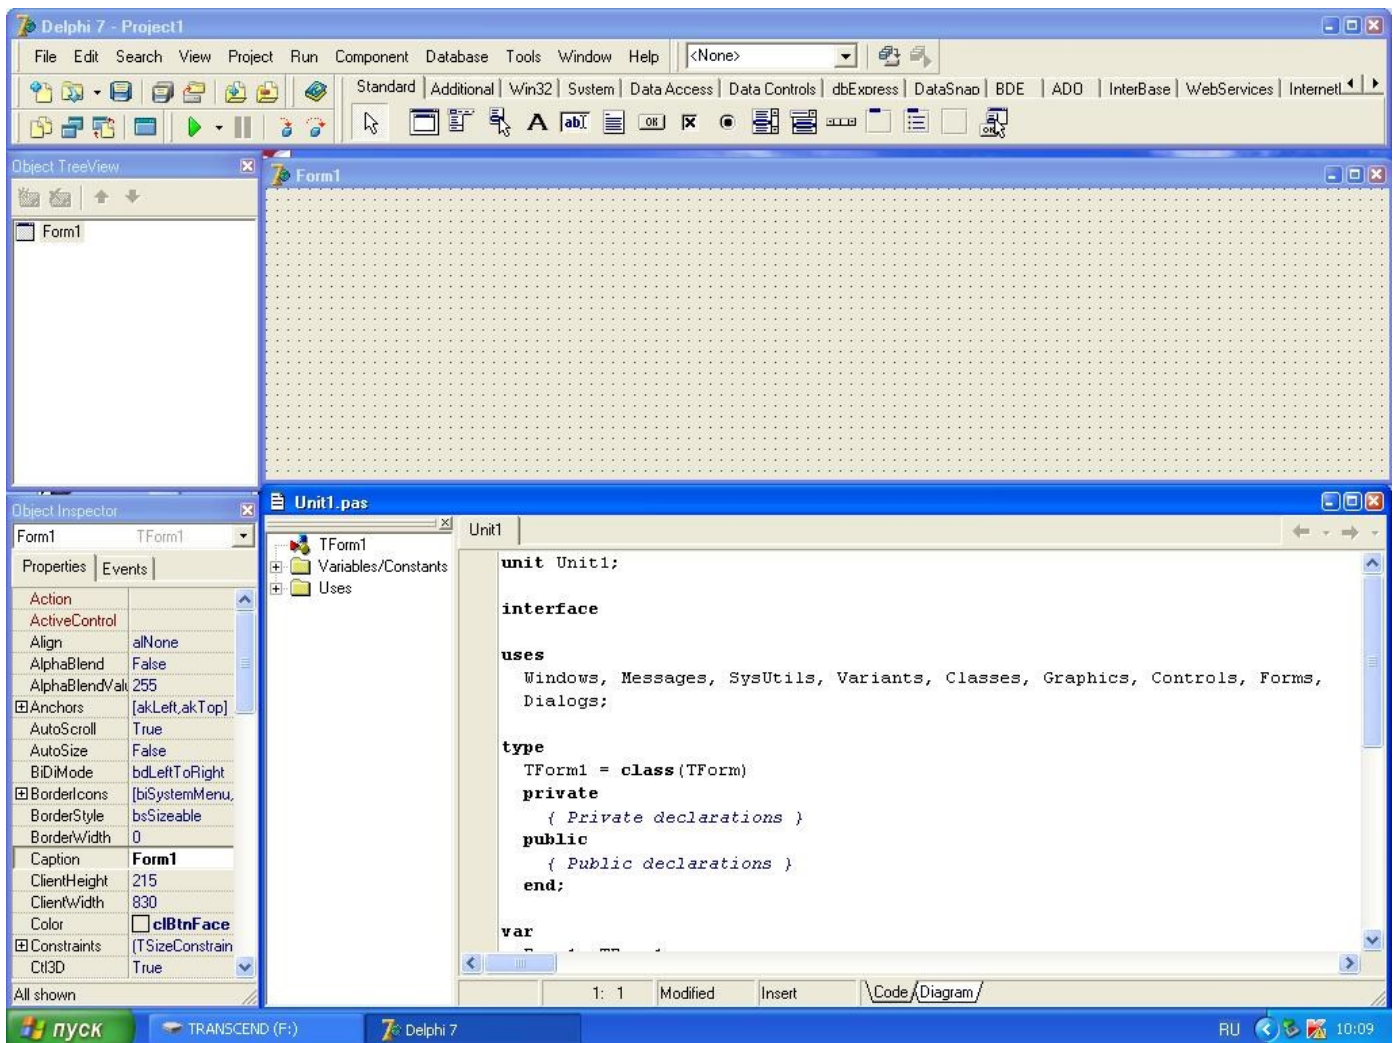 Delphi 7 - Project1
File Edit Search View Project Run Component Database Tools Window Help <None>
Standard Additional Win32 System Data Access Data Controls dbExpress DataSnap BDE ADO InterBase WebServices InternetE
Object TreeView
Form1
Form1
Object Inspector
Form1 TForm1
Properties Events
Action
ActiveControl
Align alNone
AlphaBlend False
AlphaBlendValu 255
Anchors [akLeft,akTop]
AutoScroll True
AutoSize False
BiDiMode bdLeftToRight
BorderIcons [biSystemMenu,
BorderStyle bsSizeable
BorderWidth 0
Caption Form1
ClientHeight 215
ClientWidth 830
Color clBtnFace
Constraints (TSizeConstrain
Ctl3D True
All shown
Unit1.pas
TForm1
Variables/Constants
Uses
Unit1
unit Unit1;
interface
uses
Windows, Messages, SysUtils, Variants, Classes, Graphics, Controls, Forms,
Dialogs;
type
TForm1 = class(TForm)
private
{ Private declarations }
public
{ Public declarations }
end;
var
1: 1 Modified Insert Code Diagram
пуск TRANSCEND (F:) Delphi 7 RU 10:09